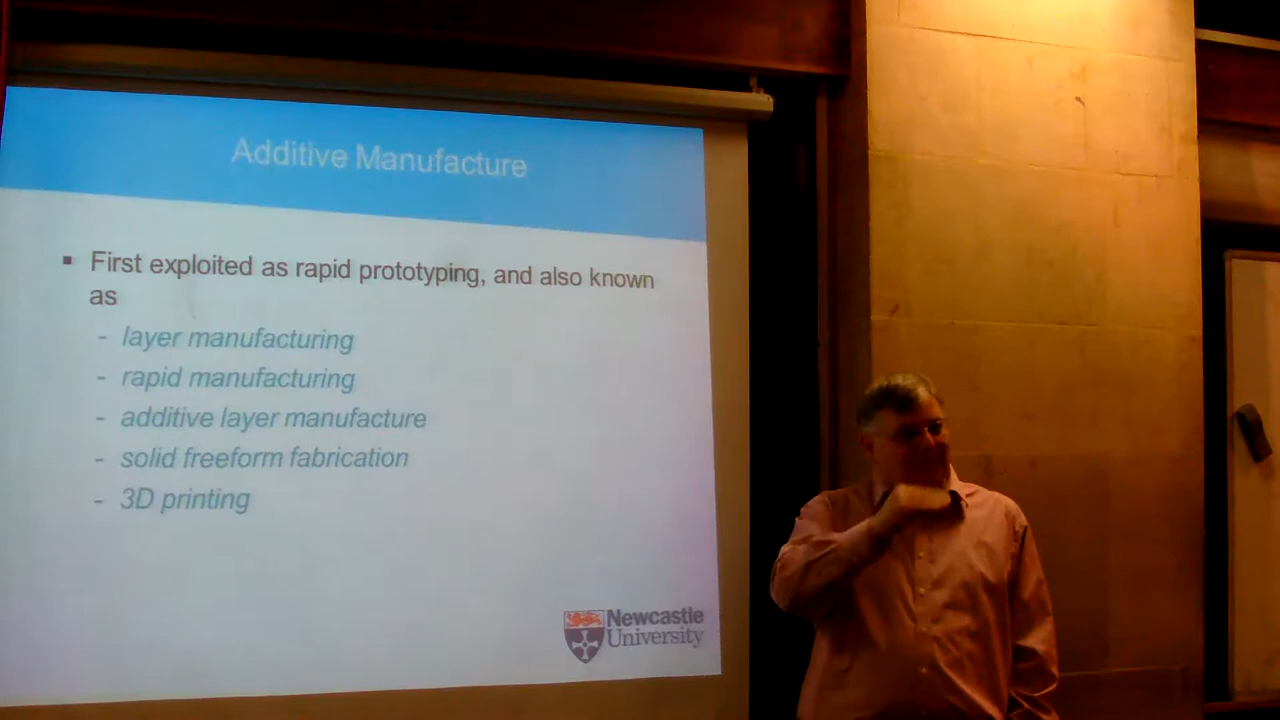 Additive Manufacture
▪ First exploited as rapid prototyping, and also known
as
- layer manufacturing
- rapid manufacturing
- additive layer manufacture
- solid freeform fabrication
- 3D printing
Newcastle
University